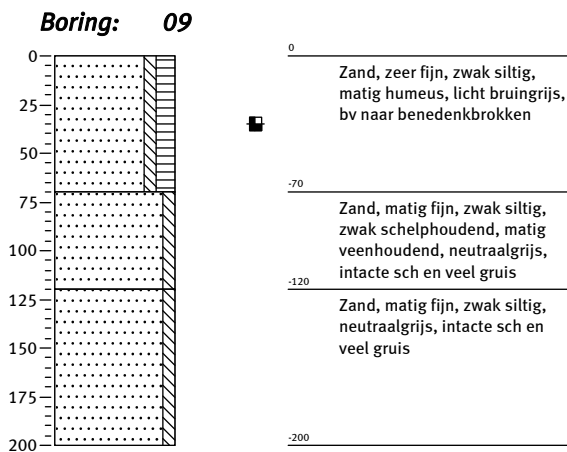 Boring: 09
0
25
50
75
100
125
150
175
200
0
Zand, zeer fijn, zwak siltig,
matig humeus, licht bruingrijs,
bv naar benedenkbrokken
-70
Zand, matig fijn, zwak siltig,
zwak schelphoudend, matig
veenhoudend, neutraalgrijs,
intacte sch en veel gruis
-120
Zand, matig fijn, zwak siltig,
neutraalgrijs, intacte sch en
veel gruis
-200